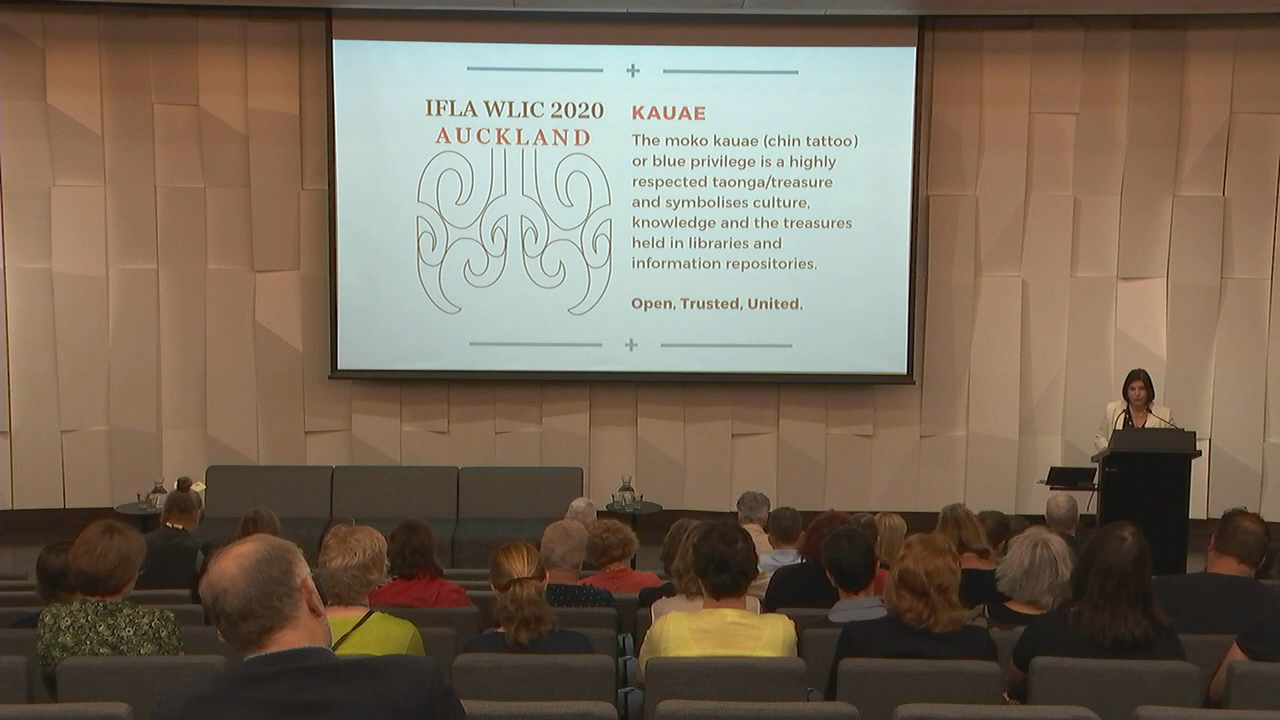 IFLA WLIC 2020
AUCKLAND
KAUAE
The moko kauae (chin tattoo)
or blue privilege is a highly
respected taonga/treasure
and symbolises culture,
knowledge and the treasures
held in libraries and
information repositories.
Open, Trusted, United.